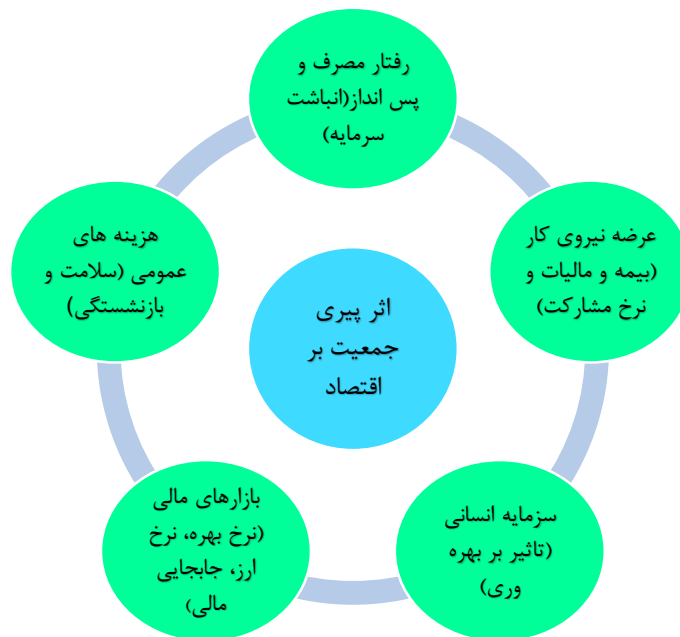 رفتار مصرف و
پس انداز(انباشت
سرمایه)
عرضه نیروی کار
(بیمه و مالیات و
نرخ مشارکت)
سزمایه انسانی
(تاثیر بر بهره
وری)
بازارهای مالی
(نرخ بهره، نرخ
ارز، جابجایی
مالی)
هزینه های
عمومی (سلامت و
بازنشستگی)
اثر پیری
جمعیت بر
اقتصاد